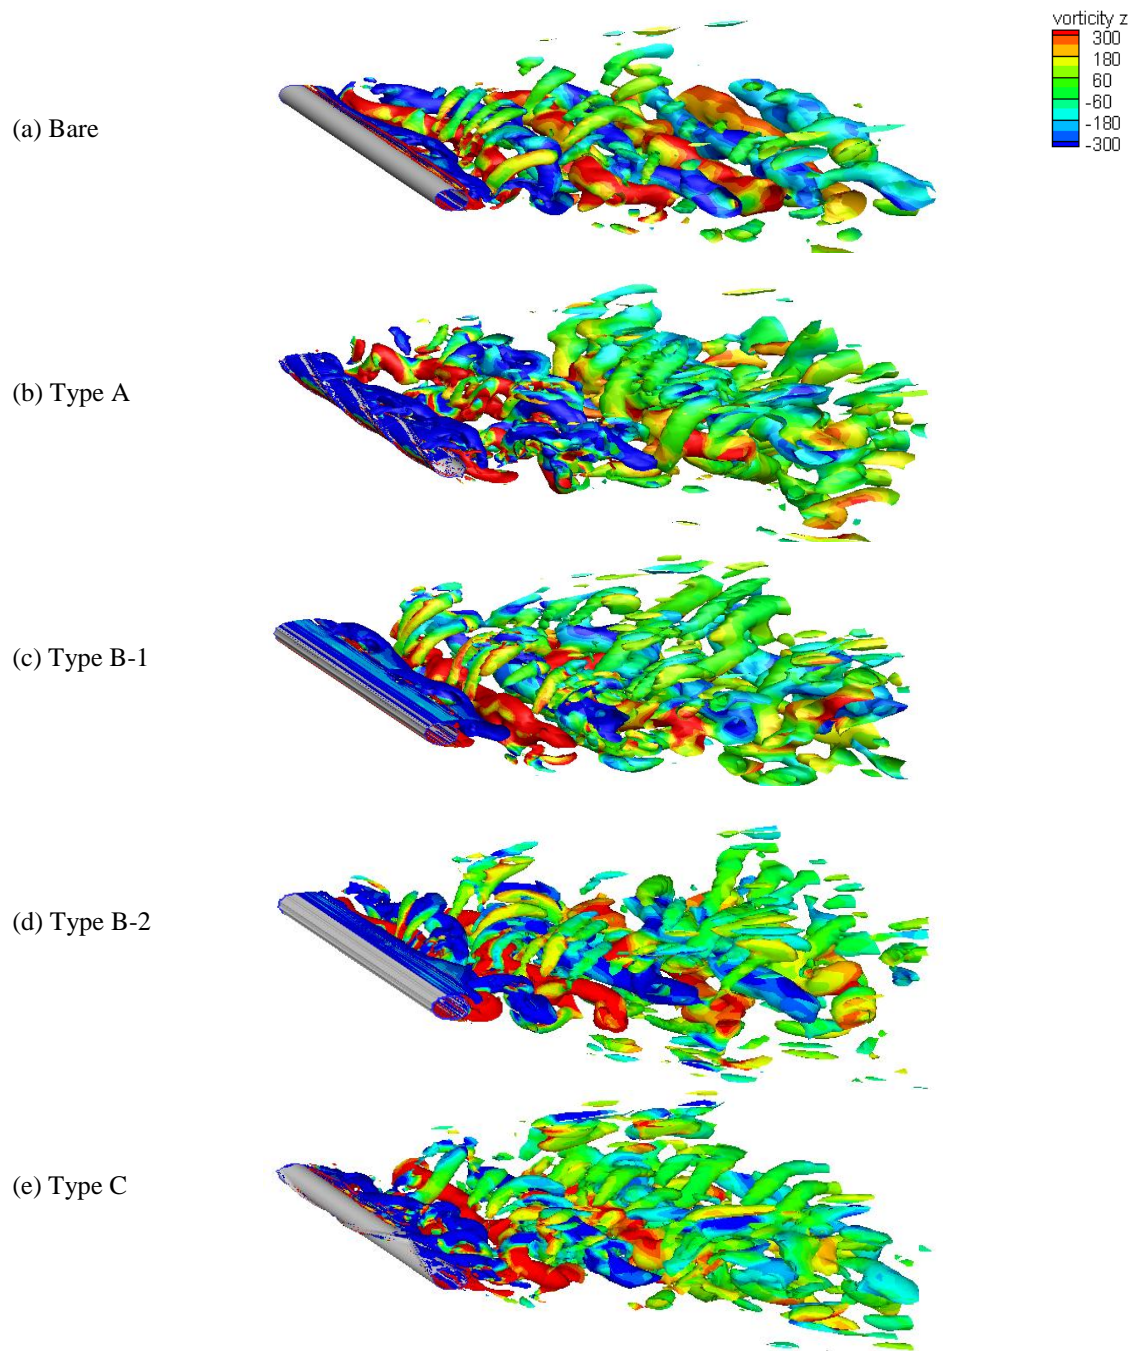 vorticity z
300
180
60
-60
-180
-300
(a) Bare
(b) Type A
(c) Type B-1
(d) Type B-2
(e) Type C